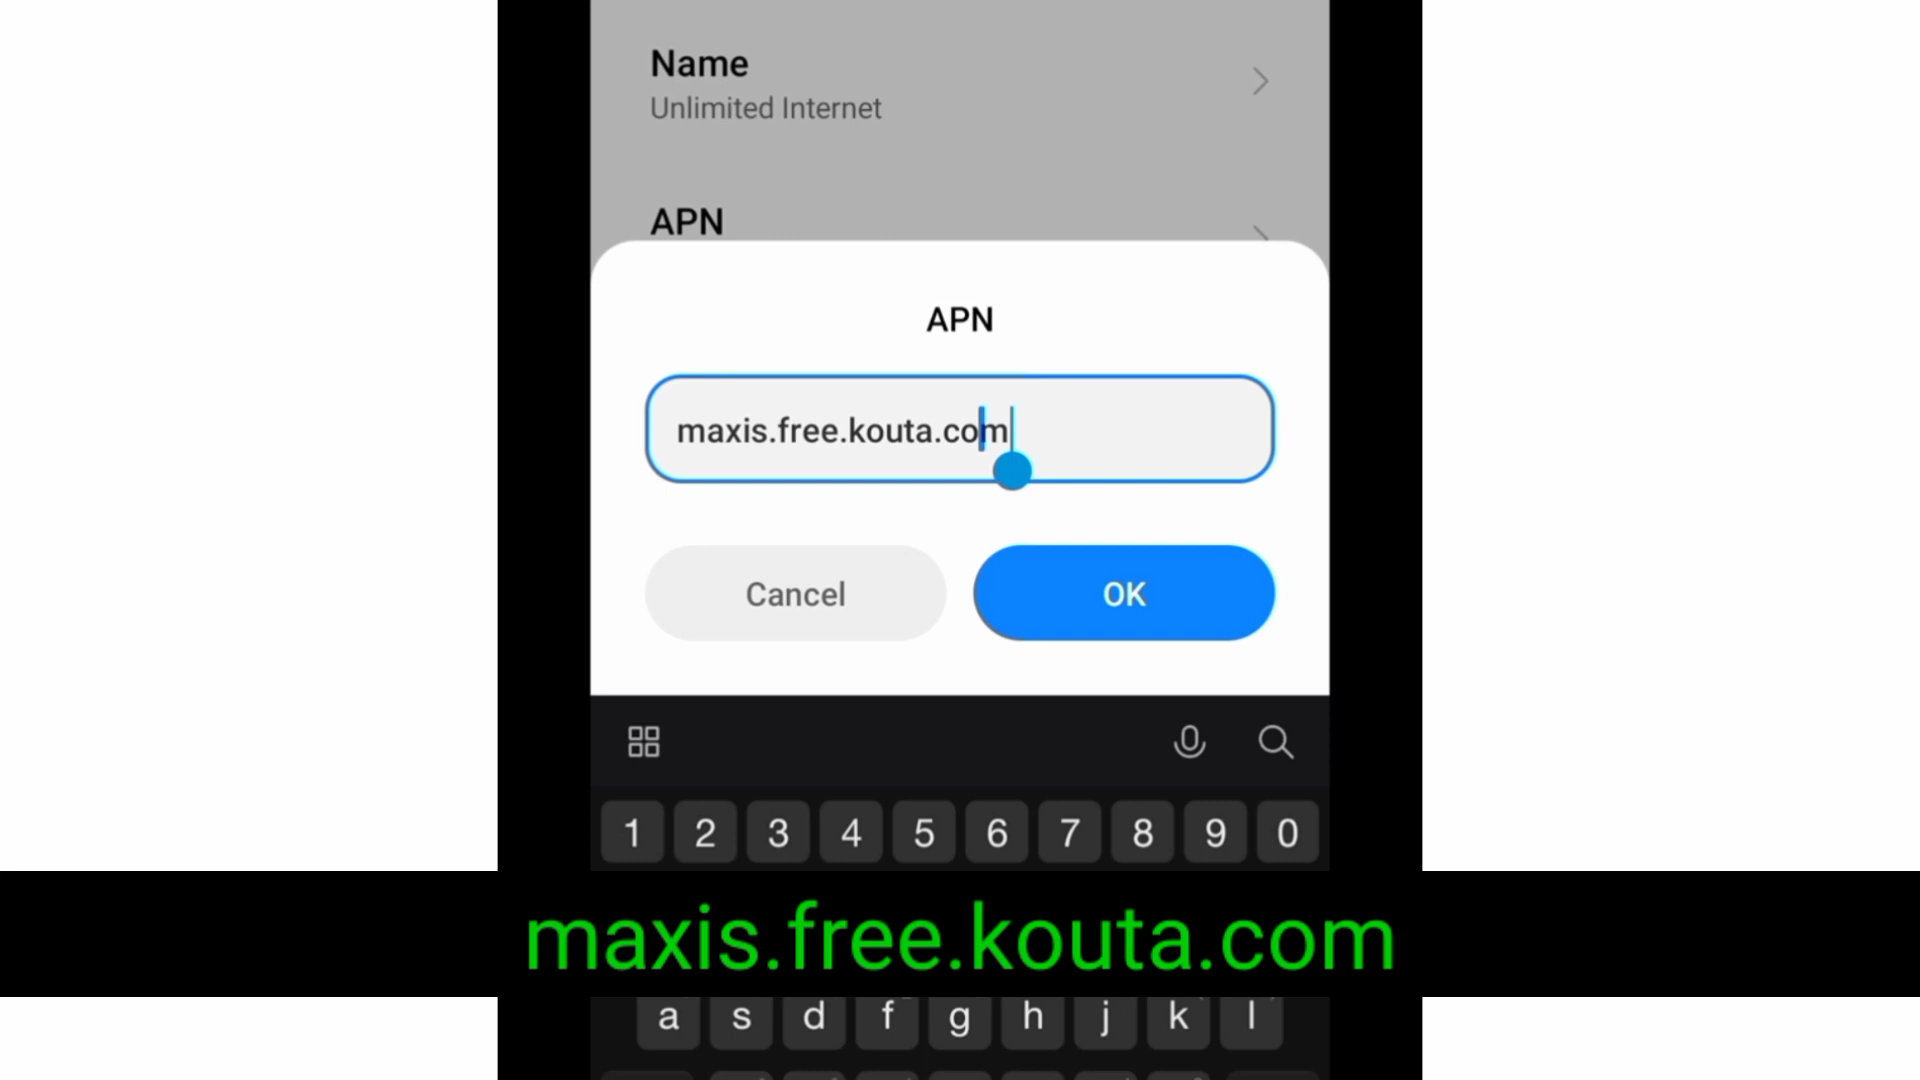 Name
Unlimited Internet
APN
APN
maxis.free.kouta.com
Cancel
OK
1 2 3 4 5 6 7 8 9 0
maxis.free.kouta.com
a s d f g h j k l